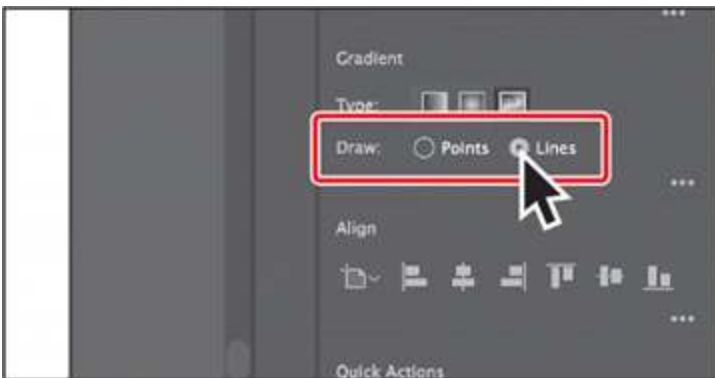 Gradient
Type:
Draw: Points Lines
Align
Quick Actions